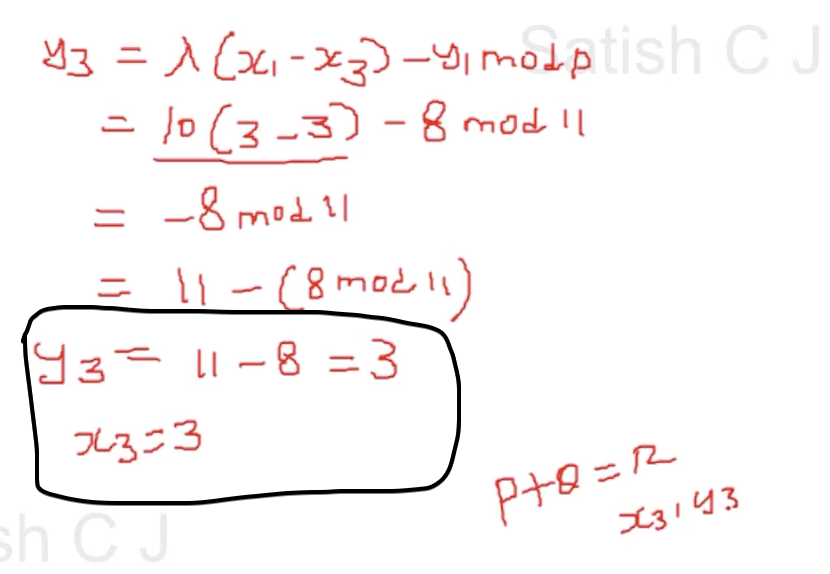 Satish C J
y₃ = λ(x₁ - x₃) - y₁ mod p
= 10(3 - 3) - 8 mod 11
= -8 mod 11
= 11 - (8 mod 11)
y₃ = 11 - 8 = 3
x₃ = 3
P + Q = R
x₃, y₃
sh C J